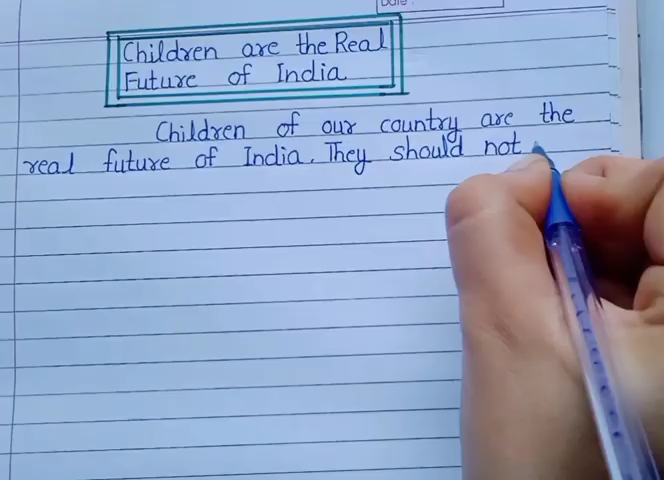 Date :
Children are the Real
Future of India
Children of our country are the
real future of India. They should not